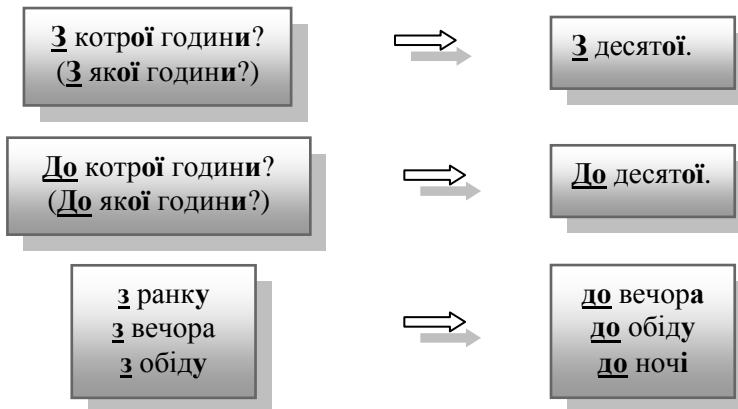 З котрої години?
(З якої години?)
З десятої.
До котрої години?
(До якої години?)
До десятої.
з ранку
з вечора
з обіду
до вечора
до обіду
до ночі